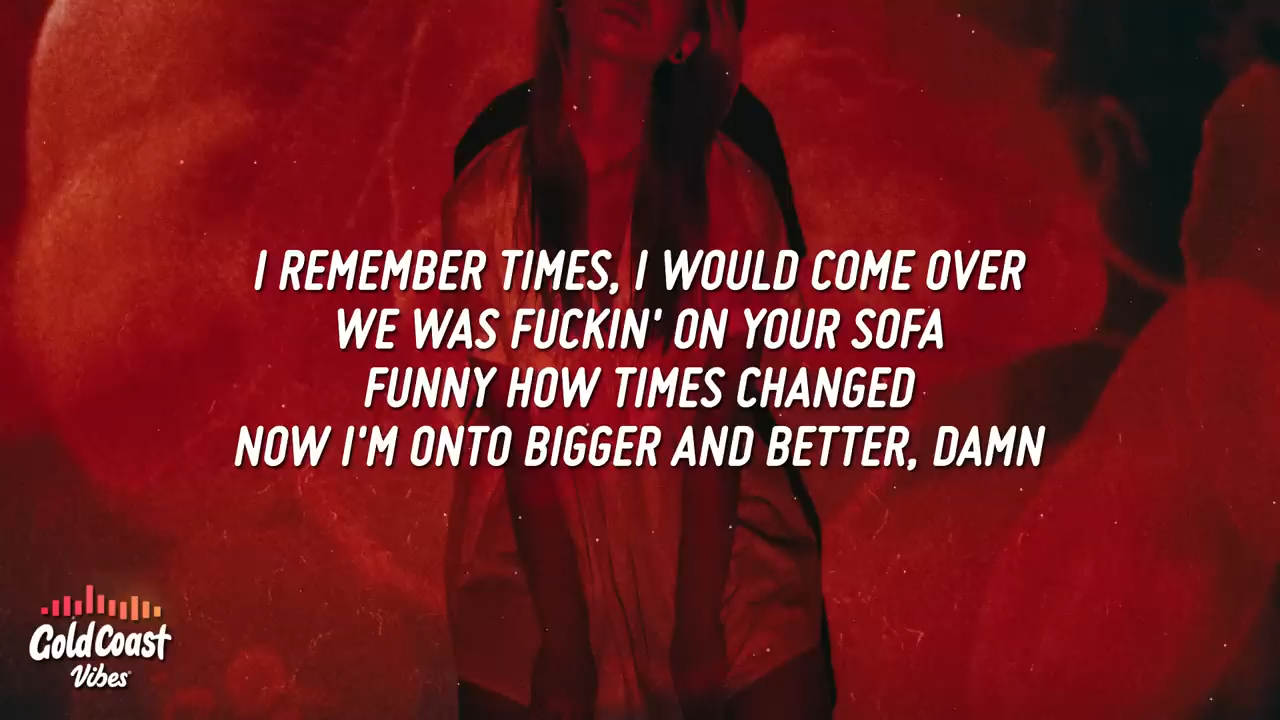 I REMEMBER TIMES, I WOULD COME OVER
WE WAS FUCKIN' ON YOUR SOFA
FUNNY HOW TIMES CHANGED
NOW I'M ONTO BIGGER AND BETTER, DAMN
Gold Coast
Vibes